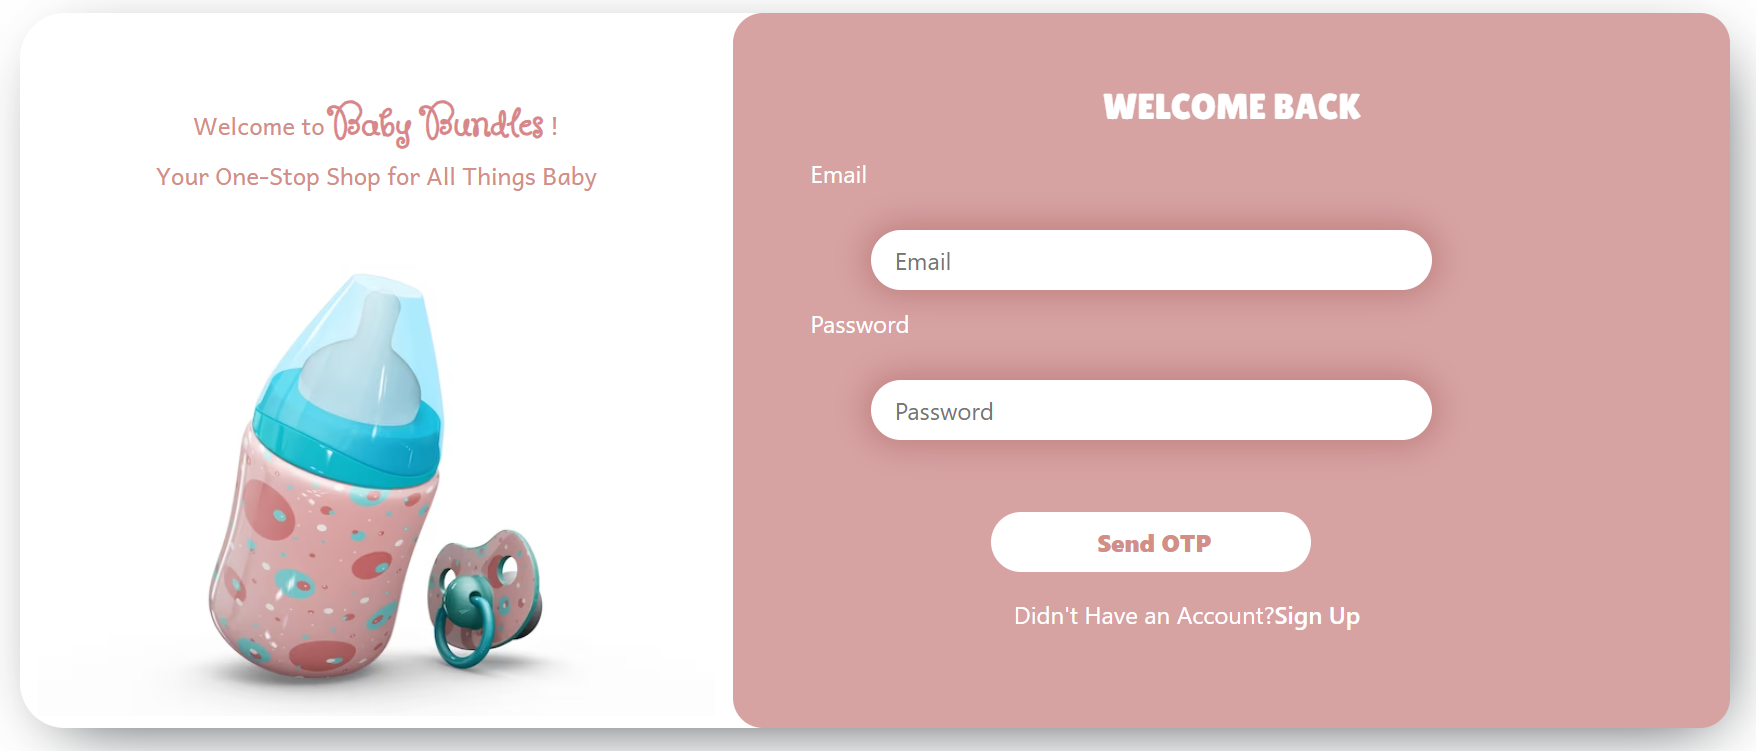 Welcome to Baby Bundles !
Your One-Stop Shop for All Things Baby
WELCOME BACK
Email
Email
Password
Password
Send OTP
Didn't Have an Account?Sign Up